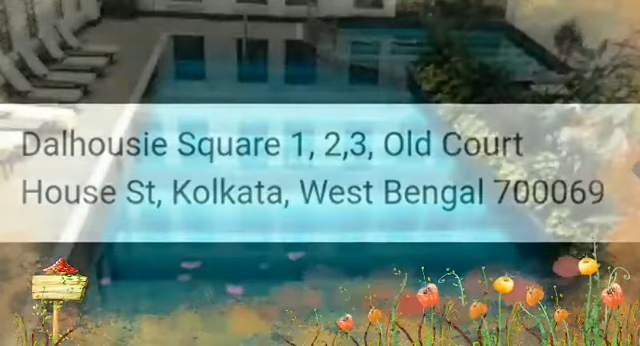 Dalhousie Square 1, 2,3, Old Court
House St, Kolkata, West Bengal 700069